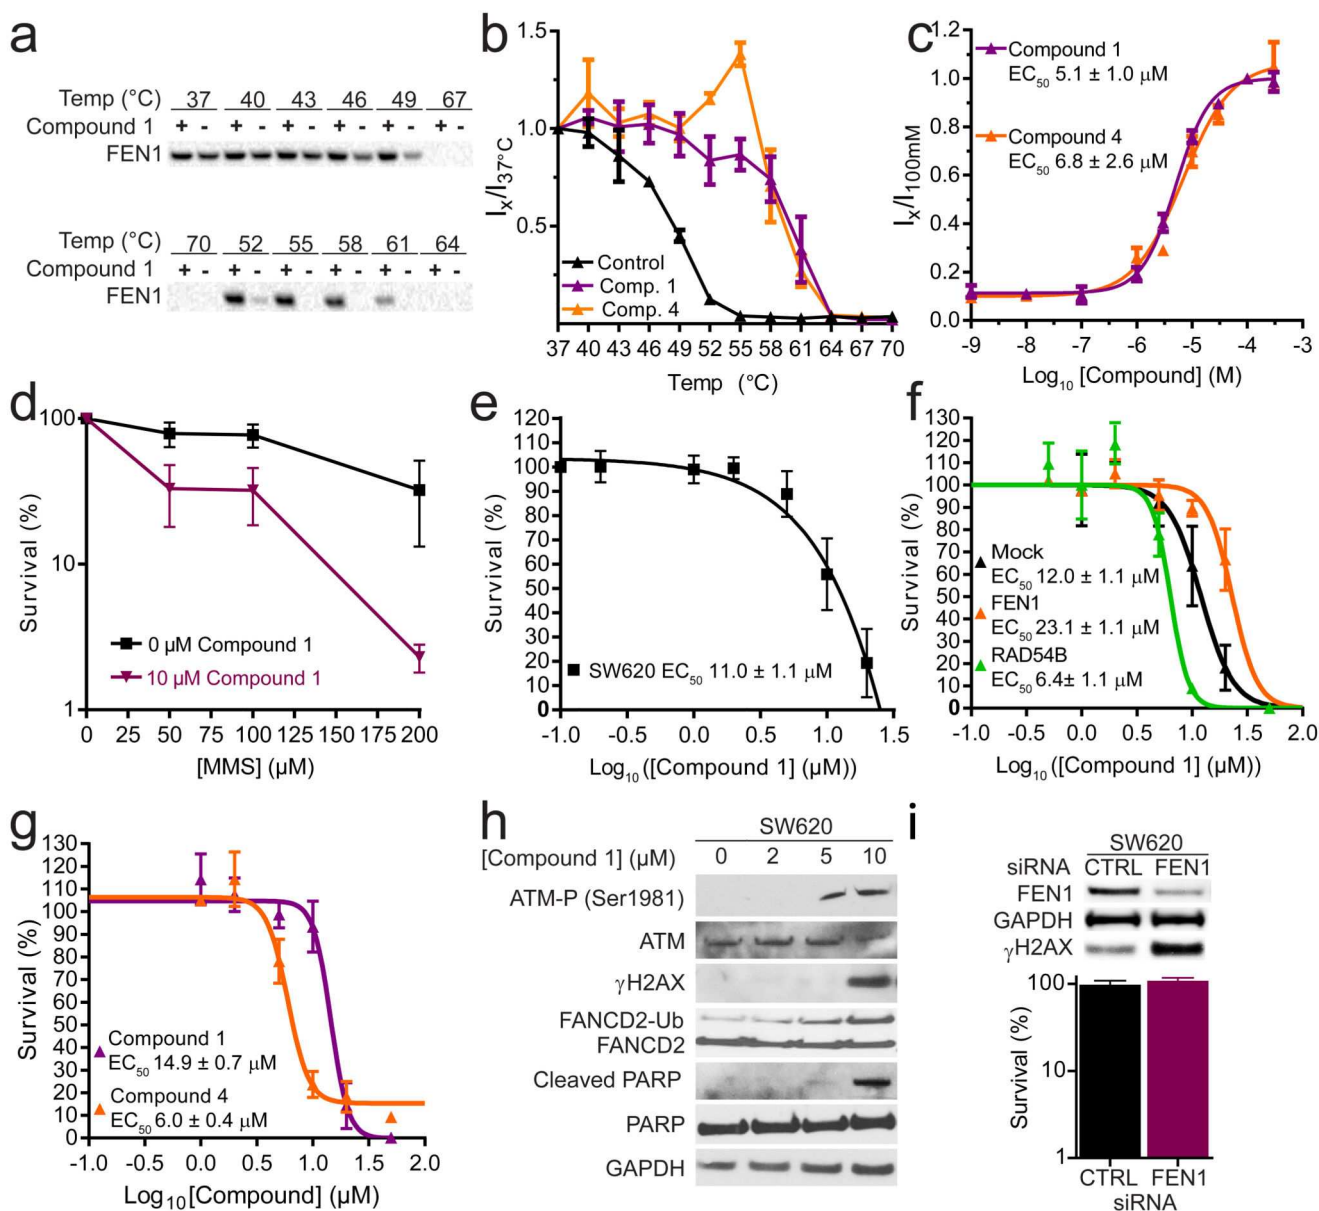 a
Temp (°C) 37 40 43 46 49 67
Compound 1 + - + - + - + - + - + -
FEN1
Temp (°C) 70 52 55 58 61 64
Compound 1 + - + - + - + - + - + -
FEN1
b
1.5
1.0
0.5
I_X/I_37°C
Control
Comp. 1
Comp. 4
37 40 43 46 49 52 55 58 61 64 67 70
Temp (°C)
c
Compound 1
EC50 5.1 ± 1.0 µM
Compound 4
EC50 6.8 ± 2.6 µM
1.2
1.0
0.8
0.6
0.4
0.2
0.0
I_X/I_100mM
-9 -8 -7 -6 -5 -4 -3
Log10 [Compound] (M)
d
100
10
1
Survival (%)
0 µM Compound 1
10 µM Compound 1
0 25 50 75 100 125 150 175 200
[MMS] (µM)
e
120
110
100
90
80
70
60
50
40
30
20
10
0
Survival (%)
SW620 EC50 11.0 ± 1.1 µM
-1.0 -0.5 0.0 0.5 1.0 1.5
Log10([Compound 1] (µM))
f
130
120
110
100
90
80
70
60
50
40
30
20
10
0
Survival (%)
Mock
EC50 12.0 ± 1.1 µM
FEN1
EC50 23.1 ± 1.1 µM
RAD54B
EC50 6.4± 1.1 µM
-1.0 -0.5 0.0 0.5 1.0 1.5 2.0
Log10([Compound 1] (µM))
g
130
120
110
100
90
80
70
60
50
40
30
20
10
0
Survival (%)
Compound 1
EC50 14.9 ± 0.7 µM
Compound 4
EC50 6.0 ± 0.4 µM
-1.0 -0.5 0.0 0.5 1.0 1.5 2.0
Log10[Compound] (µM)
h
SW620
[Compound 1] (µM) 0 2 5 10
ATM-P (Ser1981)
ATM
γH2AX
FANCD2-Ub
FANCD2
Cleaved PARP
PARP
GAPDH
i
SW620
siRNA CTRL FEN1
FEN1
GAPDH
γH2AX
100
10
1
Survival (%)
CTRL FEN1
siRNA